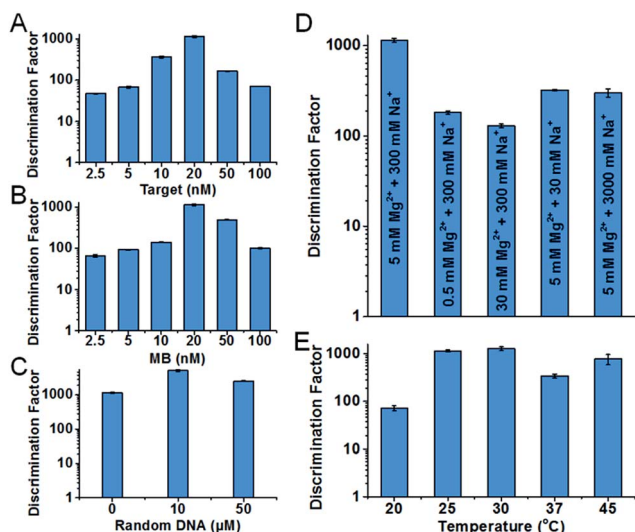 A
Discrimination Factor
1000
100
10
1
2.5 5 10 20 50 100
Target (nM)
B
Discrimination Factor
1000
100
10
1
2.5 5 10 20 50 100
MB (nM)
C
Discrimination Factor
1000
100
10
1
0 10 50
Random DNA (μM)
D
Discrimination Factor
1000
100
10
1
5 mM Mg²⁺ + 300 mM Na⁺
0.5 mM Mg²⁺ + 300 mM Na⁺
30 mM Mg²⁺ + 300 mM Na⁺
5 mM Mg²⁺ + 30 mM Na⁺
5 mM Mg²⁺ + 3000 mM Na⁺
E
Discrimination Factor
1000
100
10
1
20 25 30 37 45
Temperature (°C)